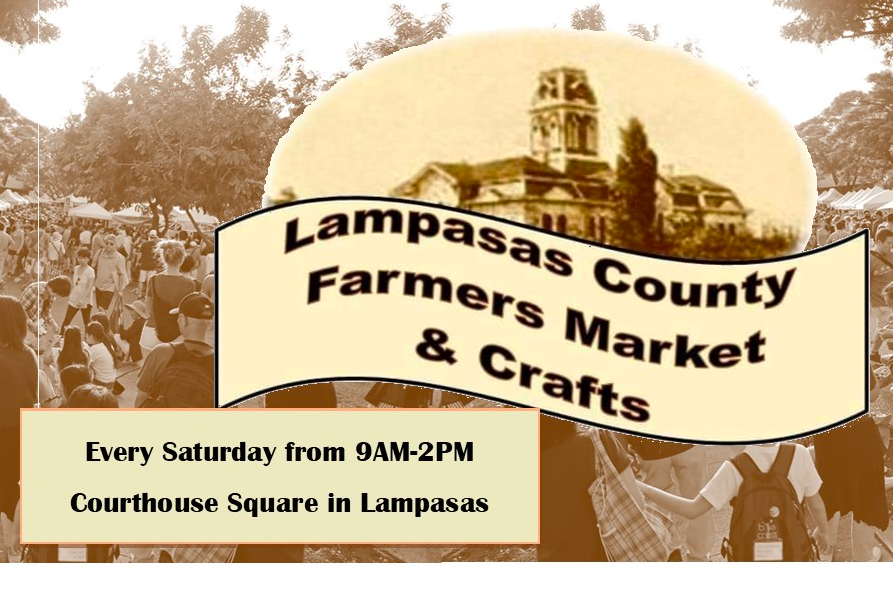 Lampasas County
Farmers Market
& Crafts
Every Saturday from 9AM-2PM
Courthouse Square in Lampasas